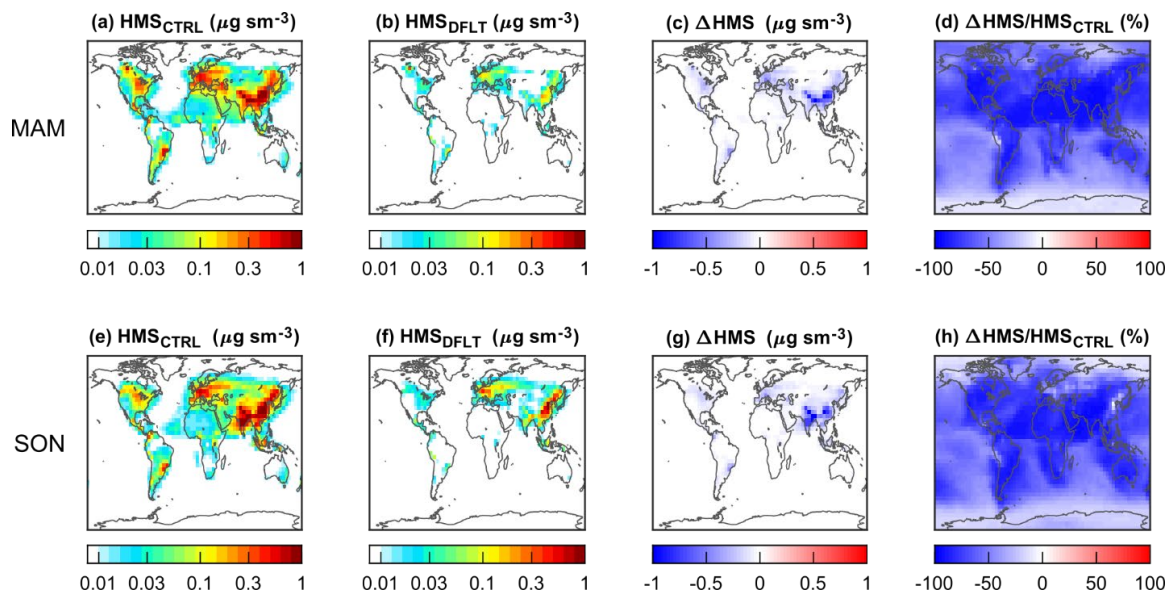 (a) HMS_CTRL (μg sm⁻³) (b) HMS_DFLT (μg sm⁻³) (c) ΔHMS (μg sm⁻³) (d) ΔHMS/HMS_CTRL (%)
MAM
0.01 0.03 0.1 0.3 1 0.01 0.03 0.1 0.3 1 -1 -0.5 0 0.5 1 -100 -50 0 50 100
(e) HMS_CTRL (μg sm⁻³) (f) HMS_DFLT (μg sm⁻³) (g) ΔHMS (μg sm⁻³) (h) ΔHMS/HMS_CTRL (%)
SON
0.01 0.03 0.1 0.3 1 0.01 0.03 0.1 0.3 1 -1 -0.5 0 0.5 1 -100 -50 0 50 100